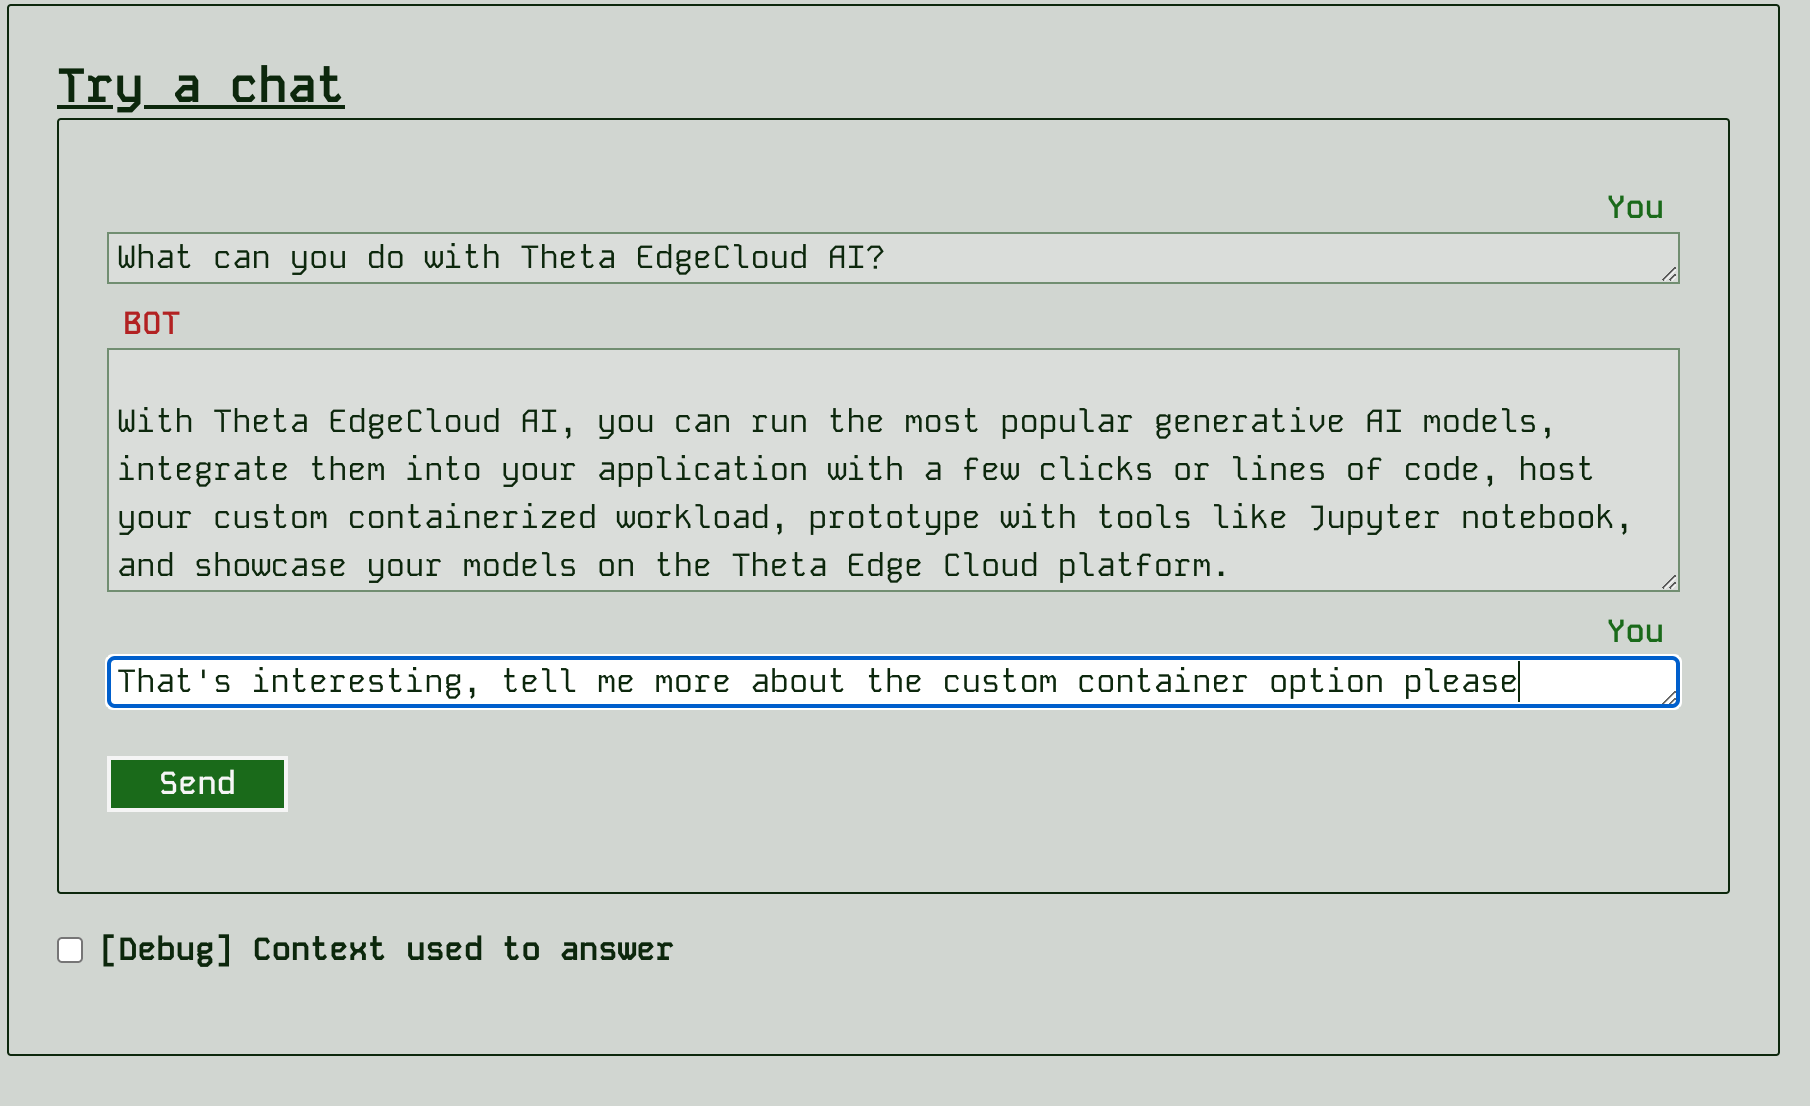 Try a chat
You
What can you do with Theta EdgeCloud AI?
BOT
With Theta EdgeCloud AI, you can run the most popular generative AI models,
integrate them into your application with a few clicks or lines of code, host
your custom containerized workload, prototype with tools like Jupyter notebook,
and showcase your models on the Theta Edge Cloud platform.
You
That's interesting, tell me more about the custom container option please
Send
[Debug] Context used to answer